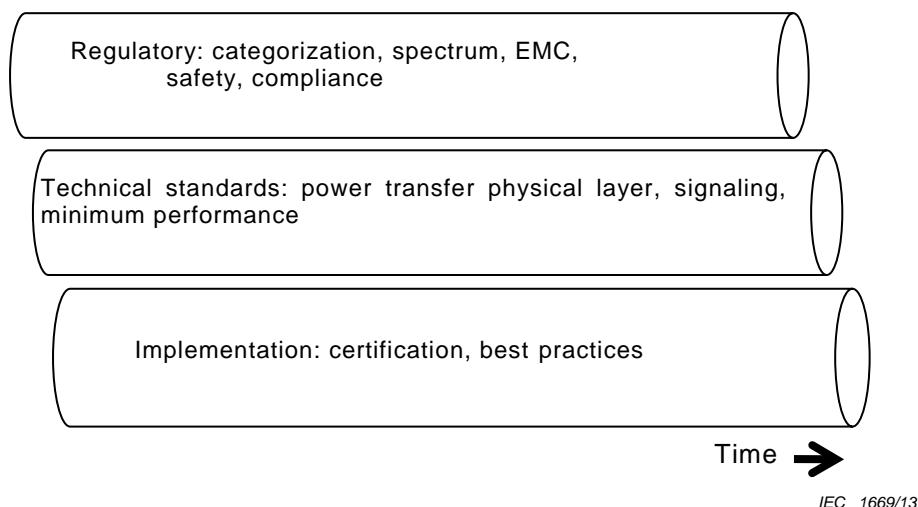 Regulatory: categorization, spectrum, EMC,
safety, compliance
Technical standards: power transfer physical layer, signaling,
minimum performance
Implementation: certification, best practices
Time
IEC 1669/13